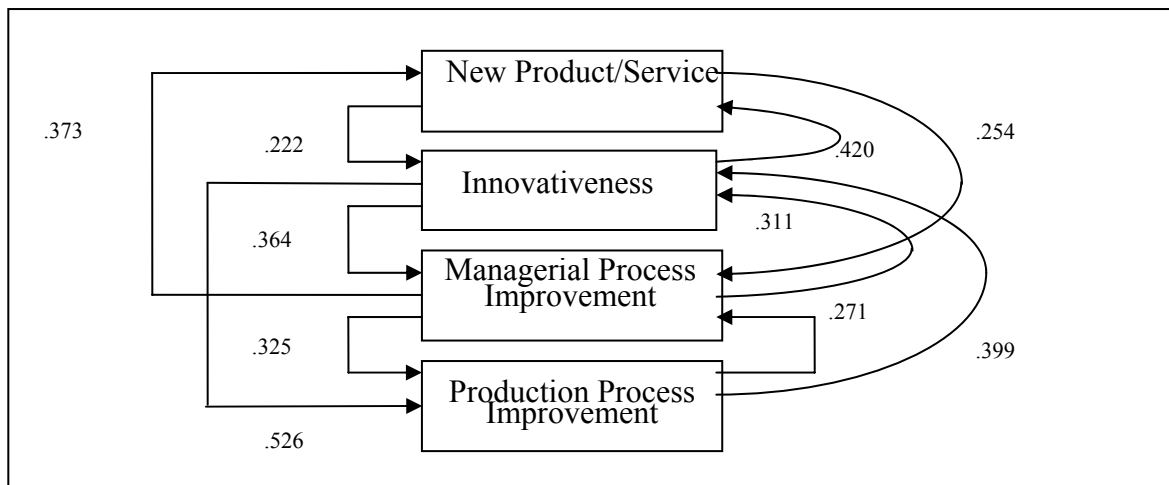 New Product/Service
.373
.254
.222
.420
Innovativeness
.311
.364
Managerial Process
Improvement
.271
.325
.399
Production Process
Improvement
.526